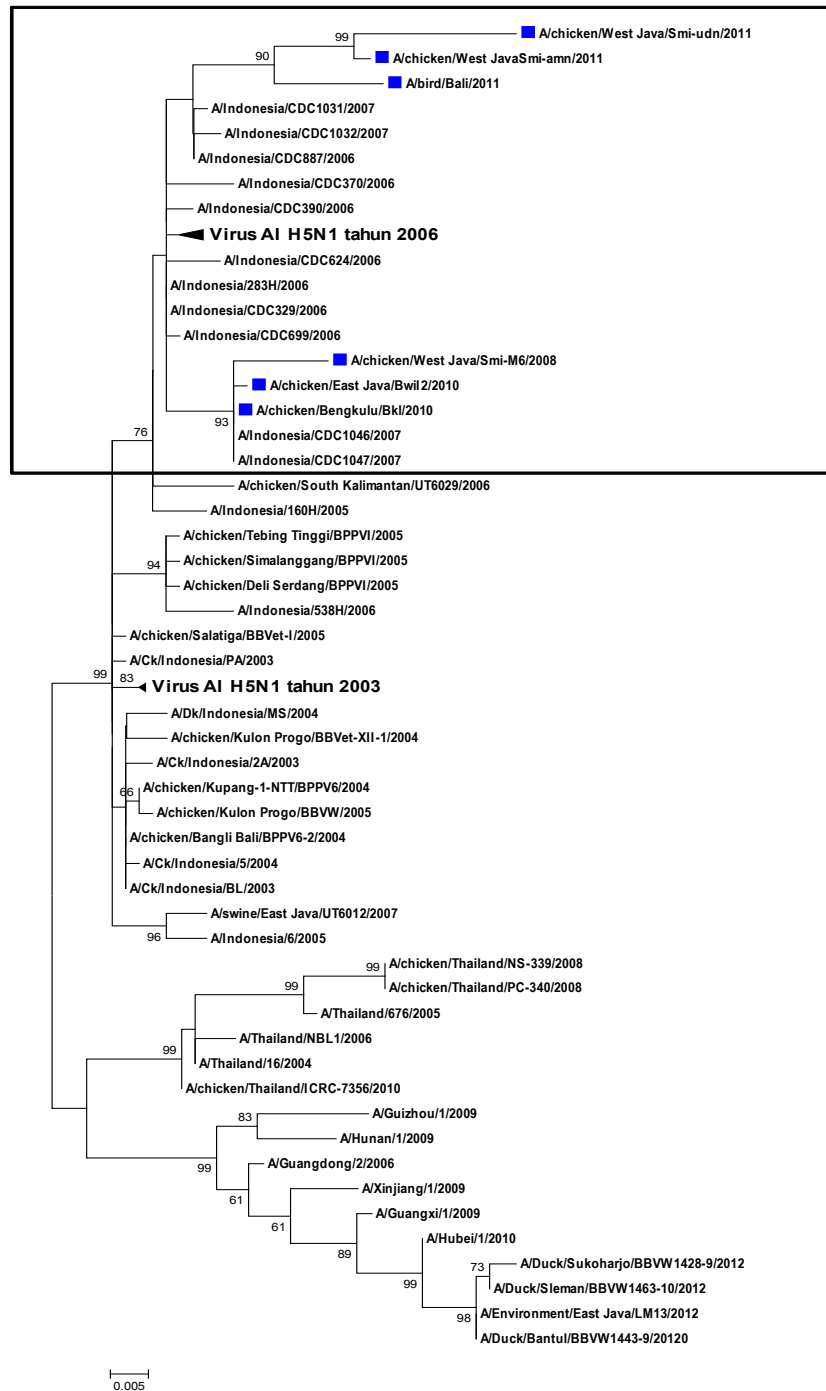 99
A/chicken/West Java/Smi-udn/2011
90
A/chicken/West JavaSmi-amn/2011
A/bird/Bali/2011
A/Indonesia/CDC1031/2007
A/Indonesia/CDC1032/2007
A/Indonesia/CDC887/2006
A/Indonesia/CDC370/2006
A/Indonesia/CDC390/2006
Virus AI H5N1 tahun 2006
A/Indonesia/CDC624/2006
A/Indonesia/283H/2006
A/Indonesia/CDC329/2006
A/Indonesia/CDC699/2006
A/chicken/West Java/Smi-M6/2008
A/chicken/East Java/Bwil2/2010
A/chicken/Bengkulu/Bkl/2010
93
A/Indonesia/CDC1046/2007
76
A/Indonesia/CDC1047/2007
A/chicken/South Kalimantan/UT6029/2006
A/Indonesia/160H/2005
A/chicken/Tebing Tinggi/BPPVI/2005
94
A/chicken/Simalanggang/BPPVI/2005
A/chicken/Deli Serdang/BPPVI/2005
A/Indonesia/538H/2006
A/chicken/Salatiga/BBVet-I/2005
A/Ck/Indonesia/PA/2003
99
83
Virus AI H5N1 tahun 2003
A/Dk/Indonesia/MS/2004
A/chicken/Kulon Progo/BBVet-XII-1/2004
A/Ck/Indonesia/2A/2003
66
A/chicken/Kupang-1-NTT/BPPV6/2004
A/chicken/Kulon Progo/BBVW/2005
A/chicken/Bangli Bali/BPPV6-2/2004
A/Ck/Indonesia/5/2004
A/Ck/Indonesia/BL/2003
A/swine/East Java/UT6012/2007
96
A/Indonesia/6/2005
99
A/chicken/Thailand/NS-339/2008
99
A/chicken/Thailand/PC-340/2008
A/Thailand/676/2005
A/Thailand/NBL1/2006
99
A/Thailand/16/2004
A/chicken/Thailand/ICRC-7356/2010
83
A/Guizhou/1/2009
A/Hunan/1/2009
99
A/Guangdong/2/2006
61
A/Xinjiang/1/2009
61
A/Guangxi/1/2009
89
A/Hubei/1/2010
99
73
A/Duck/Sukoharjo/BBVW1428-9/2012
A/Duck/Sleman/BBVW1463-10/2012
98
A/Environment/East Java/LM13/2012
A/Duck/Bantul/BBVW1443-9/20120
0.005